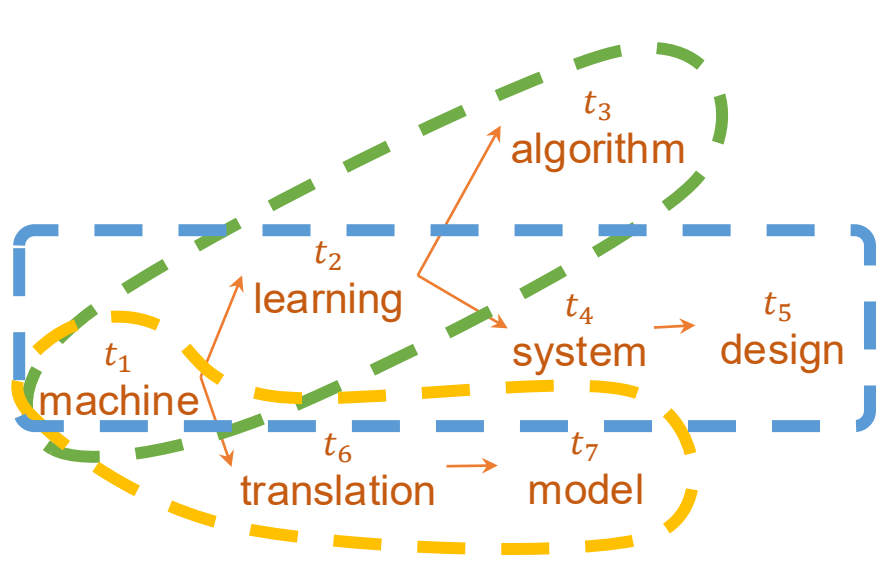 t₃
algorithm
t₂
learning
t₄
system
t₅
design
t₁
machine
t₆
translation
t₇
model